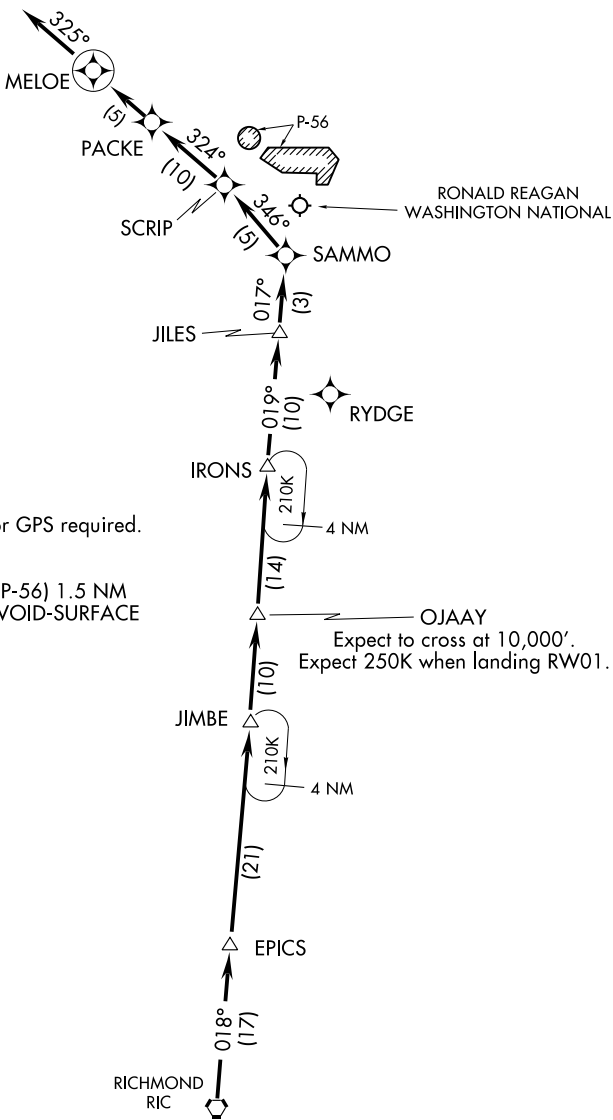 325°
MELOE
(5)
P-56
PACKE
324°
(10)
RONALD REAGAN
WASHINGTON NATIONAL
SCRIP
346°
(5)
SAMMO
017°
(3)
JILES
019°
(10)
RYDGE
IRONS
210K
4 NM
or GPS required.
(14)
P-56) 1.5 NM
VOID-SURFACE
OJAAY
Expect to cross at 10,000'.
Expect 250K when landing RW01.
(10)
JIMBE
210K
4 NM
(21)
EPICS
018°
(17)
RICHMOND
RIC